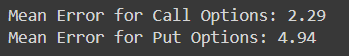 Mean Error for Call Options: 2.29
Mean Error for Put Options: 4.94